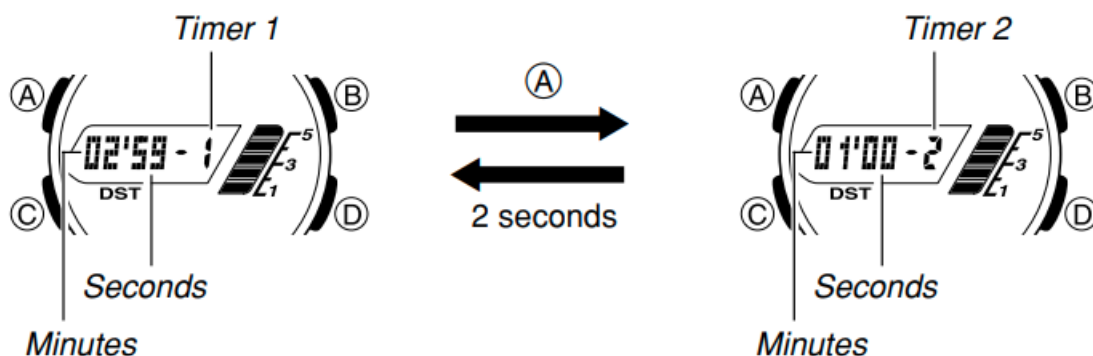 Timer 1
Timer 2
Ⓐ Ⓑ
Ⓐ
Ⓐ Ⓑ
02'59-1 5
3
1
01'00-2 5
3
1
DST
DST
Ⓒ Ⓓ
2 seconds
Ⓒ Ⓓ
Seconds
Seconds
Minutes
Minutes